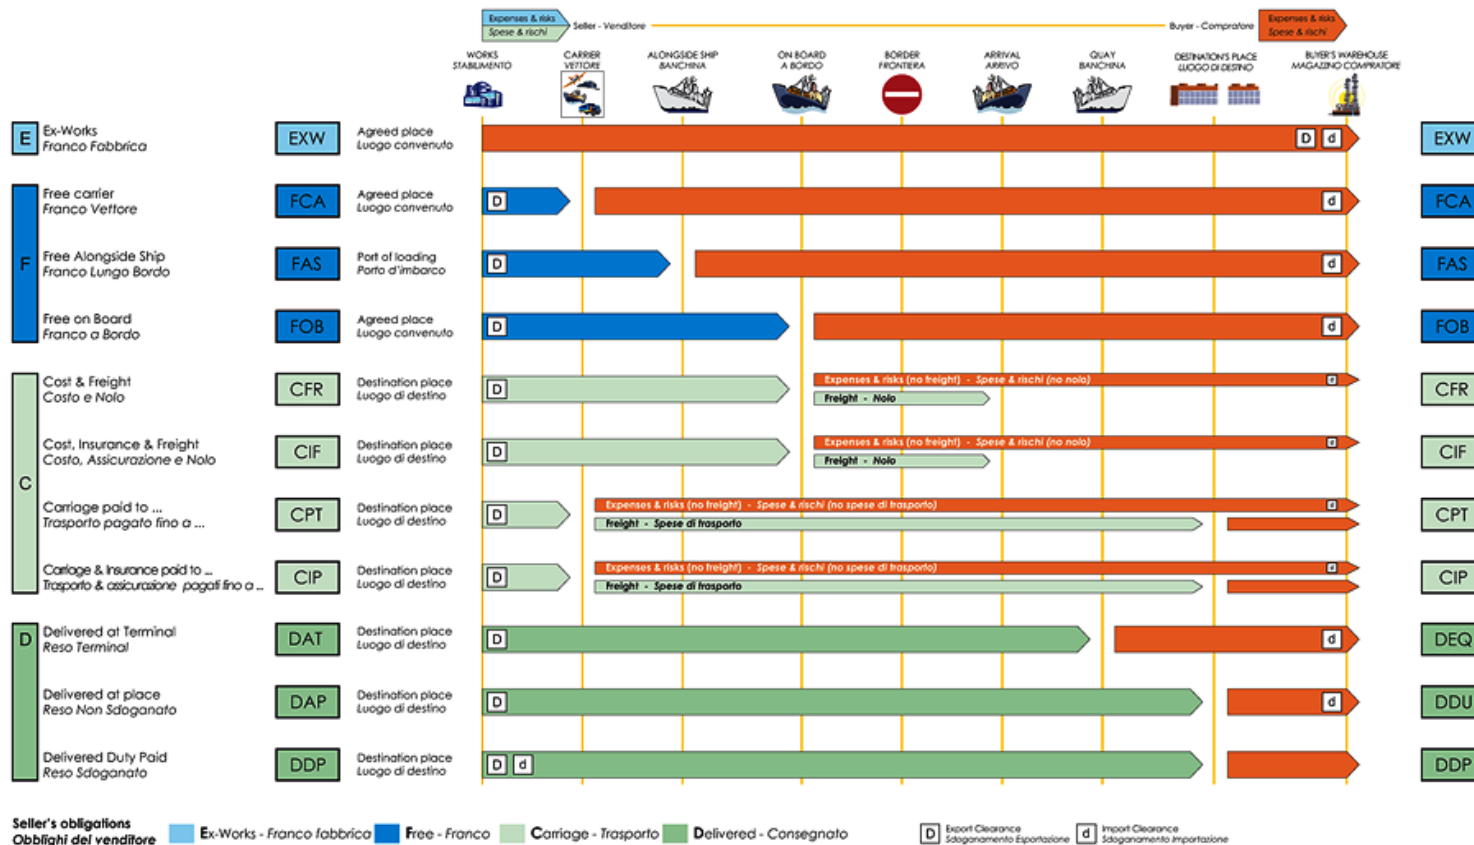 Expenses & risks
Spese & rischi
Seller - Venditore
Buyer - Compratore
Expenses & risks
Spese & rischi
WORKS
STABILIMENTO
CARRIER
VETTORE
ALONGSIDE SHIP
BANCHINA
ON BOARD
A BORDO
BORDER
FRONTIERA
ARRIVAL
ARRIVO
QUAY
BANCHINA
DESTINATION'S PLACE
LUOGO DI DESTINO
BUYER'S WAREHOUSE
MAGAZZINO COMPRATORE
E
Ex-Works
Franco Fabbrica
EXW
Agreed place
Luogo convenuto
D d
EXW
F
Free carrier
Franco Vettore
FCA
Agreed place
Luogo convenuto
D
d
FCA
Free Alongside Ship
Franco Lungo Bordo
FAS
Port of loading
Porto d'imbarco
D
d
FAS
Free on Board
Franco a Bordo
FOB
Agreed place
Luogo convenuto
D
d
FOB
C
Cost & Freight
Costo e Nolo
CFR
Destination place
Luogo di destino
D
Expenses & risks (no freight) - Spese & rischi (no nolo)
d
Freight - Nolo
CFR
Cost, Insurance & Freight
Costo, Assicurazione e Nolo
CIF
Destination place
Luogo di destino
D
Expenses & risks (no freight) - Spese & rischi (no nolo)
d
Freight - Nolo
CIF
Carriage paid to ...
Trasporto pagato fino a ...
CPT
Destination place
Luogo di destino
D
Expenses & risks (no freight) - Spese & rischi (no spese di trasporto)
d
Freight - Spese di trasporto
CPT
Carriage & Insurance paid to ...
Trasporto & assicurazione pagati fino a ...
CIP
Destination place
Luogo di destino
D
Expenses & risks (no freight) - Spese & rischi (no spese di trasporto)
d
Freight - Spese di trasporto
CIP
D
Delivered at Terminal
Reso Terminal
DAT
Destination place
Luogo di destino
D
d
DEQ
Delivered at place
Reso Non Sdoganato
DAP
Destination place
Luogo di destino
D
d
DDU
Delivered Duty Paid
Reso Sdoganato
DDP
Destination place
Luogo di destino
D d
DDP
Seller's obligations
Obblighi del venditore
Ex-Works - Franco fabbrica
Free - Franco
Carriage - Trasporto
Delivered - Consegnato
D
Export Clearance
Sdoganamento Esportazione
d
Import Clearance
Sdoganamento Importazione